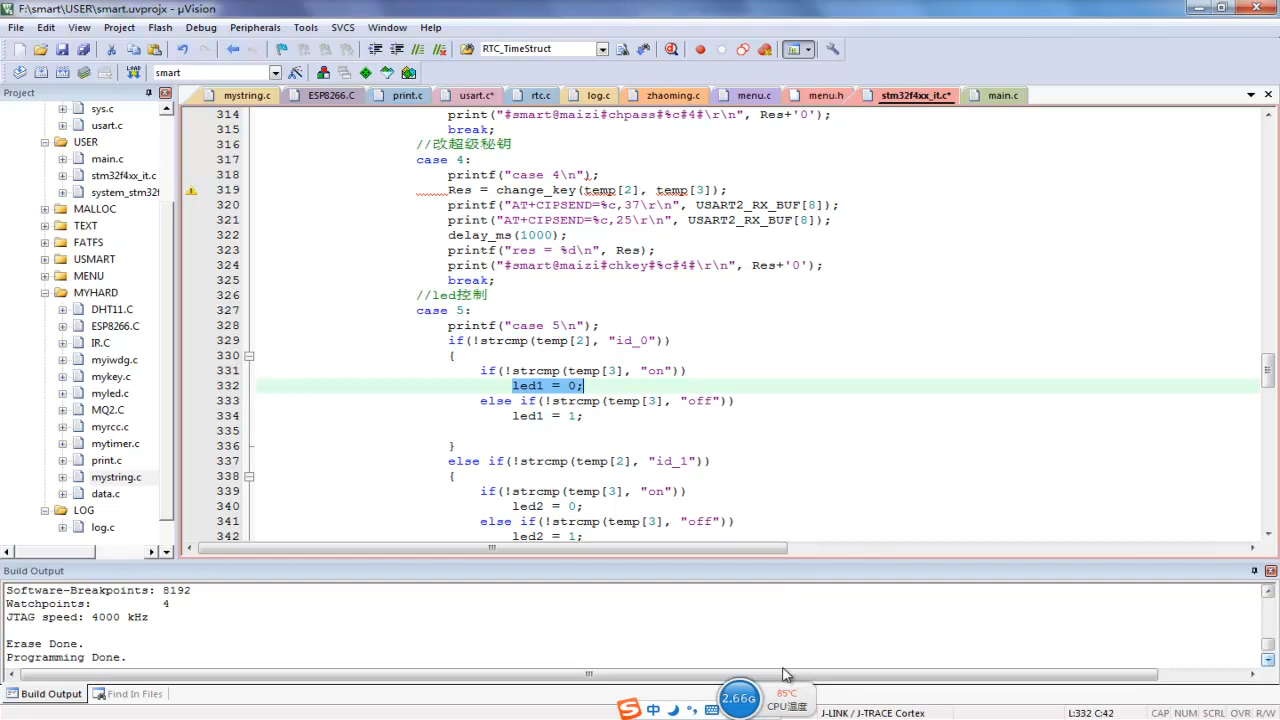 F:\smart\USER\smart.uvprojx - µVision
File Edit View Project Flash Debug Peripherals Tools SVCS Window Help
RTC_TimeStruct
LOAD smart
Project
mystring.c ESP8266.C print.c usart.c* rtc.c log.c zhaoming.c menu.c menu.h stm32f4xx_it.c* main.c
sys.c
usart.c
USER
main.c
stm32f4xx_it.c
system_stm32f
MALLOC
TEXT
FATFS
USMART
MENU
MYHARD
DHT11.C
ESP8266.C
IR.C
myiwdg.c
mykey.c
myled.c
MQ2.C
myrcc.c
mytimer.c
print.c
mystring.c
data.c
LOG
log.c
314 print("#smart@maizi#chpass#%c#4#\r\n", Res+'0');
315 break;
316 //改超级秘钥
317 case 4:
318 printf("case 4\n");
319 Res = change_key(temp[2], temp[3]);
320 printf("AT+CIPSEND=%c,37\r\n", USART2_RX_BUF[8]);
321 print("AT+CIPSEND=%c,25\r\n", USART2_RX_BUF[8]);
322 delay_ms(1000);
323 printf("res = %d\n", Res);
324 print("#smart@maizi#chkey#%c#4#\r\n", Res+'0');
325 break;
326 //led控制
327 case 5:
328 printf("case 5\n");
329 if(!strcmp(temp[2], "id_0"))
330 {
331 if(!strcmp(temp[3], "on"))
332 led1 = 0;
333 else if(!strcmp(temp[3], "off"))
334 led1 = 1;
335
336 }
337 else if(!strcmp(temp[2], "id_1"))
338 {
339 if(!strcmp(temp[3], "on"))
340 led2 = 0;
341 else if(!strcmp(temp[3], "off"))
342 led2 = 1;
Build Output
Software-Breakpoints: 8192
Watchpoints: 4
JTAG speed: 4000 kHz
Erase Done.
Programming Done.
Build Output Find In Files
S 中 2.66G 85℃
CPU温度
J-LINK / J-TRACE Cortex L:332 C:42 CAP NUM SCRL OVR R/W